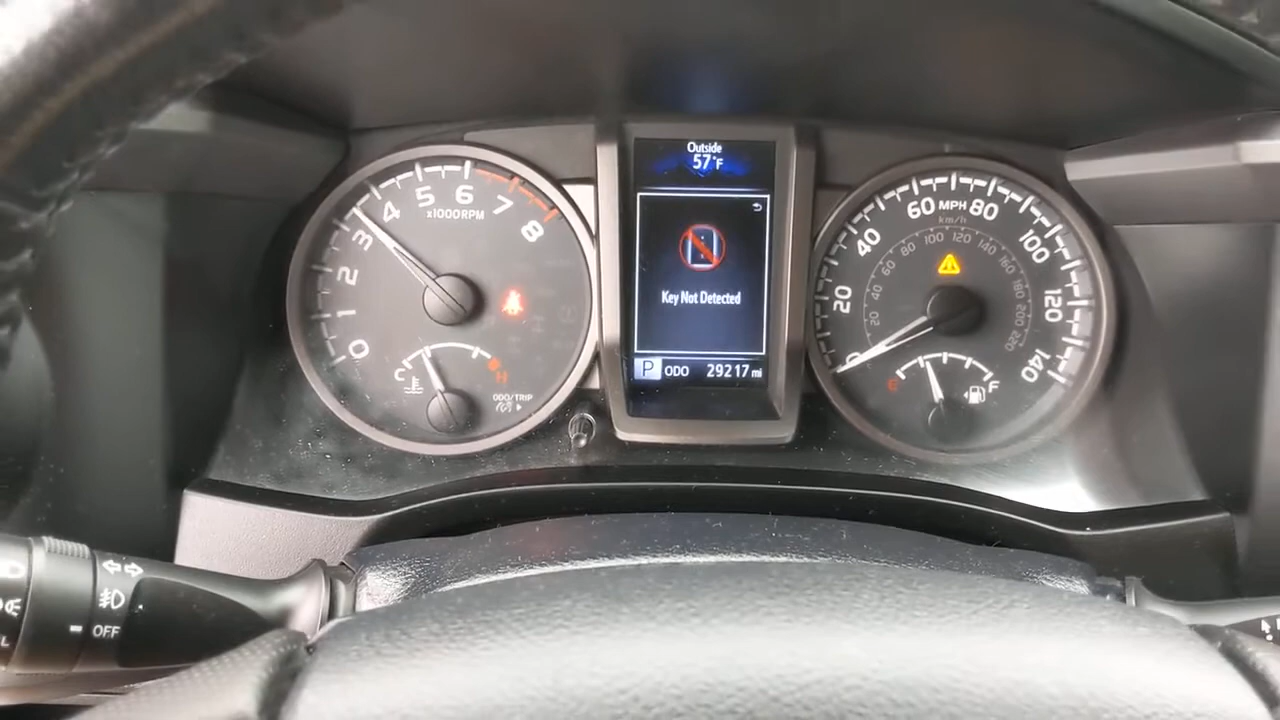 0 1 2 3 4 5 6 7 8
x1000RPM
C H
ODO/TRIP
Outside
57°F
Key Not Detected
P ODO 29217 mi
0 20 40 60 MPH 80 100 120 140
km/h
20 40 60 80 100 120 140 160 180 200 220
E F
OFF